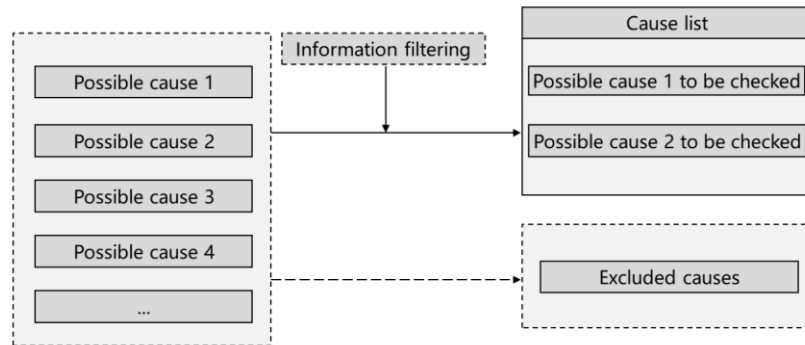 Possible cause 1
Possible cause 2
Possible cause 3
Possible cause 4
...
Information filtering
Cause list
Possible cause 1 to be checked
Possible cause 2 to be checked
Excluded causes